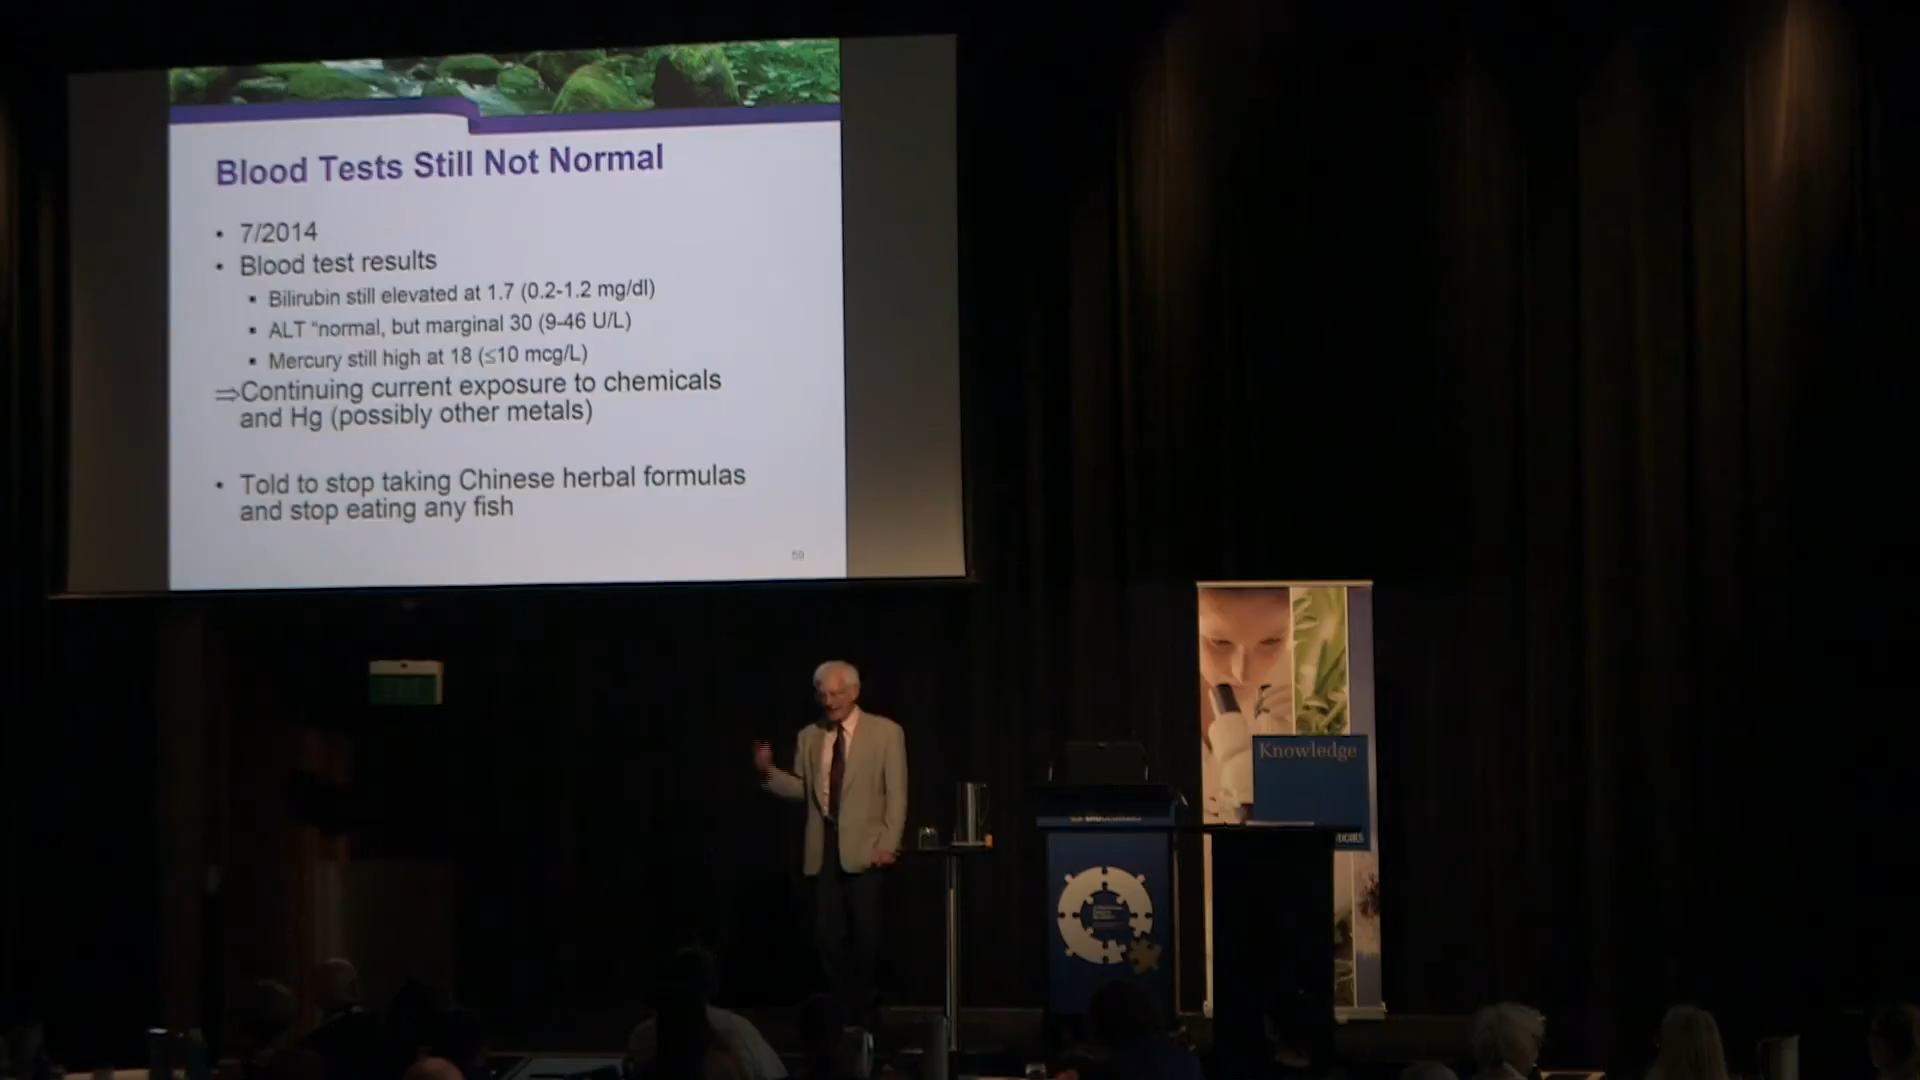 Blood Tests Still Not Normal
• 7/2014
• Blood test results
▪ Bilirubin still elevated at 1.7 (0.2-1.2 mg/dl)
▪ ALT “normal, but marginal 30 (9-46 U/L)
▪ Mercury still high at 18 (≤10 mcg/L)
⇒Continuing current exposure to chemicals
and Hg (possibly other metals)
• Told to stop taking Chinese herbal formulas
and stop eating any fish
59
Knowledge